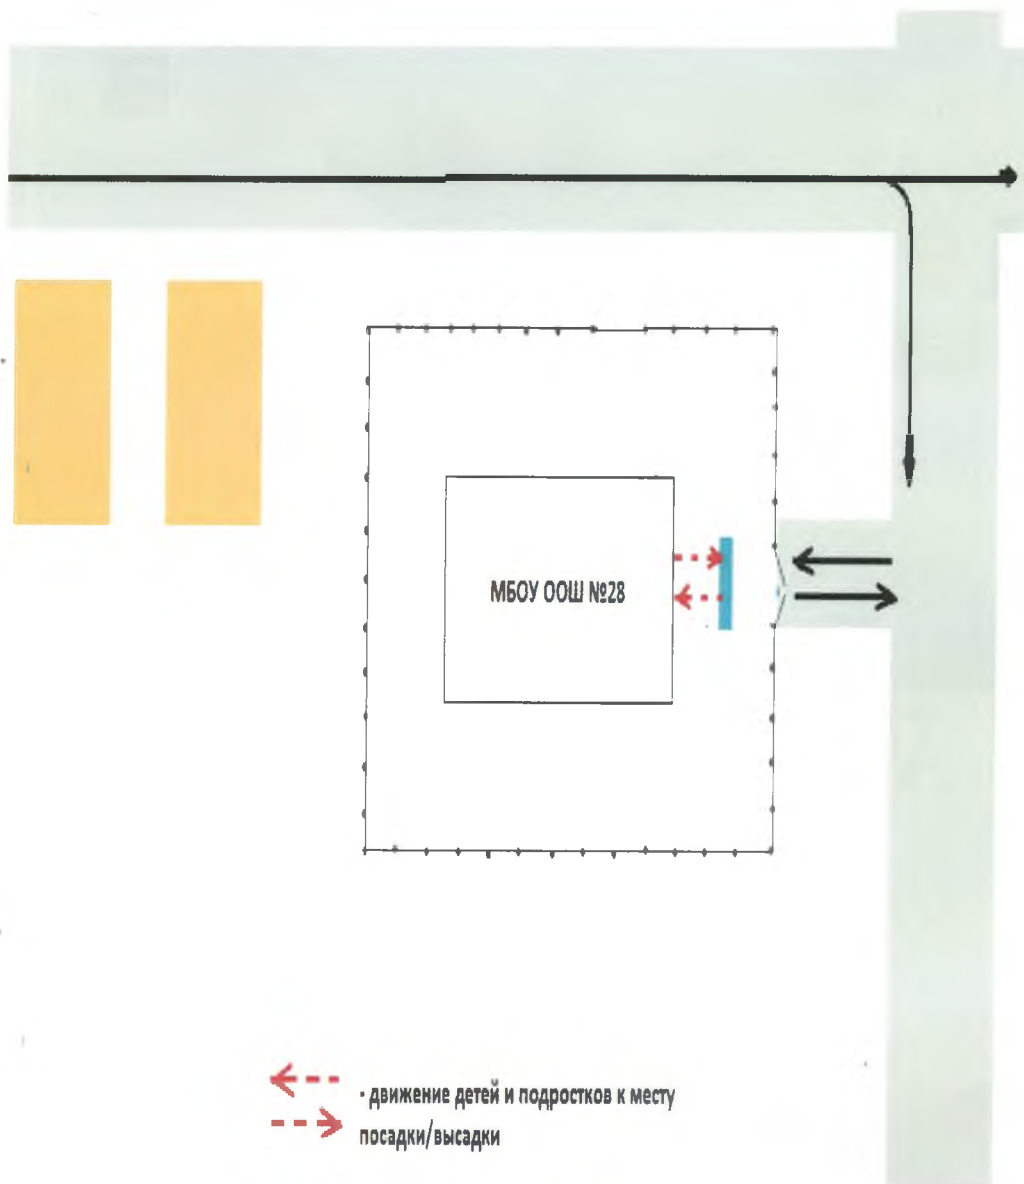 МБОУ ООШ №28
- движение детей и подростков к месту
посадки/высадки